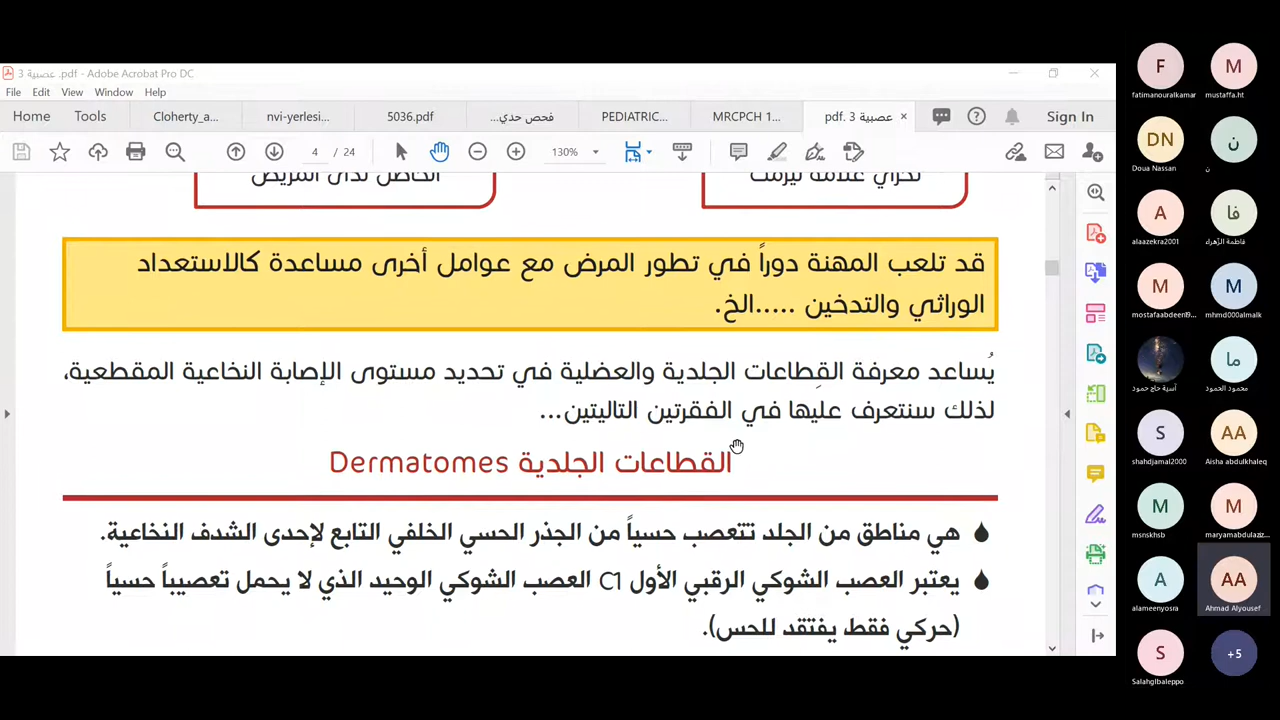 عصبية 3 .pdf - Adobe Acrobat Pro DC
File Edit View Window Help
Home Tools Cloherty_a... nvi-yerlesi... 5036.pdf فحص حدي... PEDIATRIC... MRCPCH 1... عصبية 3 .pdf × Sign In
4 / 24 130%
قد تلعب المهنة دوراً في تطور المرض مع عوامل أخرى مساعدة كالاستعداد
الوراثي والتدخين .....الخ.
يُساعد معرفة القِطاعات الجلدية والعضلية في تحديد مستوى الإصابة النخاعية المقطعية،
لذلك سنتعرف عليها في الفقرتين التاليتين...
القطاعات الجلدية Dermatomes
هي مناطق من الجلد تتعصب حسياً من الجذر الحسي الخلفي التابع لإحدى الشدف النخاعية.
يعتبر العصب الشوكي الرقبي الأول C1 العصب الشوكي الوحيد الذي لا يحمل تعصيباً حسياً
(حركي فقط يفتقد للحس).
F M
fatimanouralkamar mustaffa.ht
DN ن
Doua Nassan ن
A فا
alaazekra2001 فاطمة الزهراء
M M
mostafaabdeen19... mhmd000almalk
ما
آسية حاج حمود محمود الحمود
S AA
shahdjamal2000 Aisha abdulkhaleq
M M
msnskhsb maryamabdulaziz...
A AA
alameenyosra Ahmad Alyousef
S +5
Salahglbaleppo